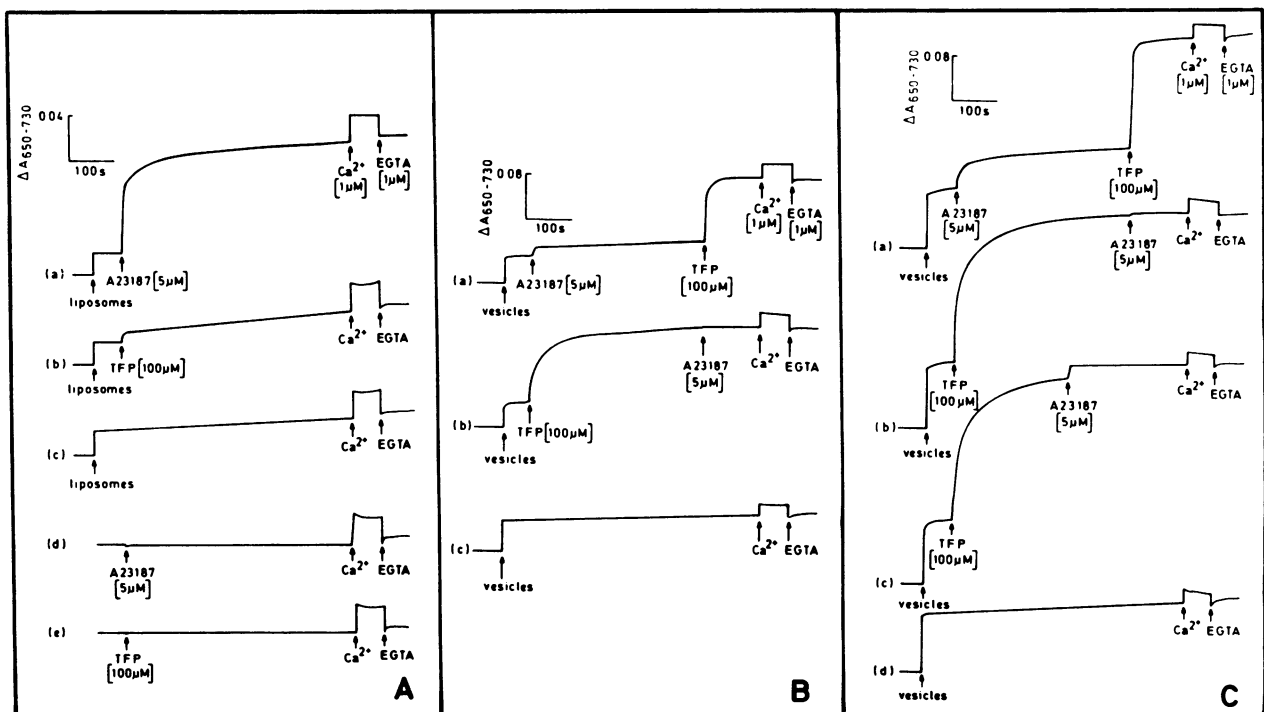 A
ΔA650-730
0.04
100s
(a)
liposomes
A23187 [5µM]
Ca2+
[1µM]
EGTA
[1µM]
(b)
liposomes
TFP [100µM]
Ca2+
EGTA
(c)
liposomes
Ca2+
EGTA
(d)
A23187
[5µM]
Ca2+
EGTA
(e)
TFP
[100µM]
Ca2+
EGTA
B
ΔA650-730
0.08
100s
(a)
vesicles
A23187 [5µM]
TFP
[100µM]
Ca2+
[1µM]
EGTA
[1µM]
(b)
vesicles
TFP [100µM]
A23187
[5µM]
Ca2+
EGTA
(c)
vesicles
Ca2+
EGTA
C
ΔA650-730
0.08
100s
(a)
vesicles
A23187
[5µM]
TFP
[100µM]
Ca2+
[1µM]
EGTA
[1µM]
(b)
vesicles
TFP
[100µM]
A23187
[5µM]
Ca2+
EGTA
(c)
vesicles
TFP
[100µM]
A23187
[5µM]
Ca2+
EGTA
(d)
vesicles
Ca2+
EGTA